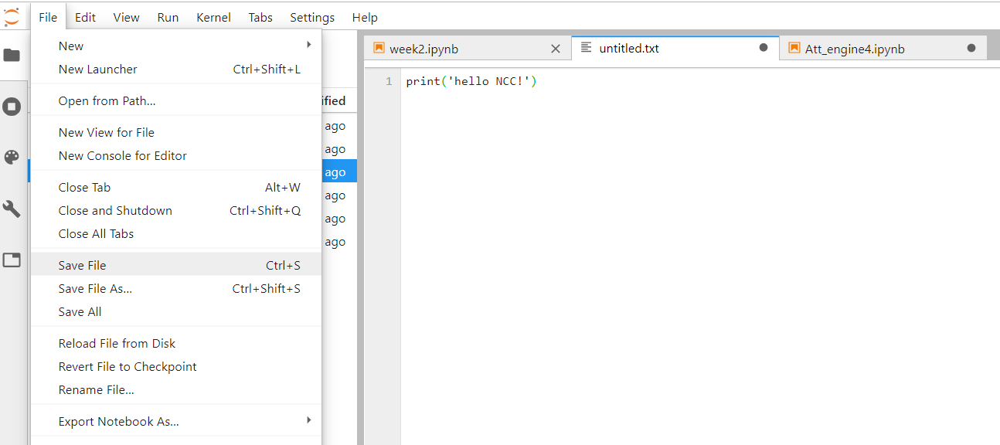 File Edit View Run Kernel Tabs Settings Help
New
New Launcher Ctrl+Shift+L
Open from Path...
New View for File
New Console for Editor
Close Tab Alt+W
Close and Shutdown Ctrl+Shift+Q
Close All Tabs
Save File Ctrl+S
Save File As... Ctrl+Shift+S
Save All
Reload File from Disk
Revert File to Checkpoint
Rename File...
Export Notebook As...
ified
ago
ago
ago
ago
ago
ago
week2.ipynb untitled.txt Att_engine4.ipynb
1 print('hello NCC!')